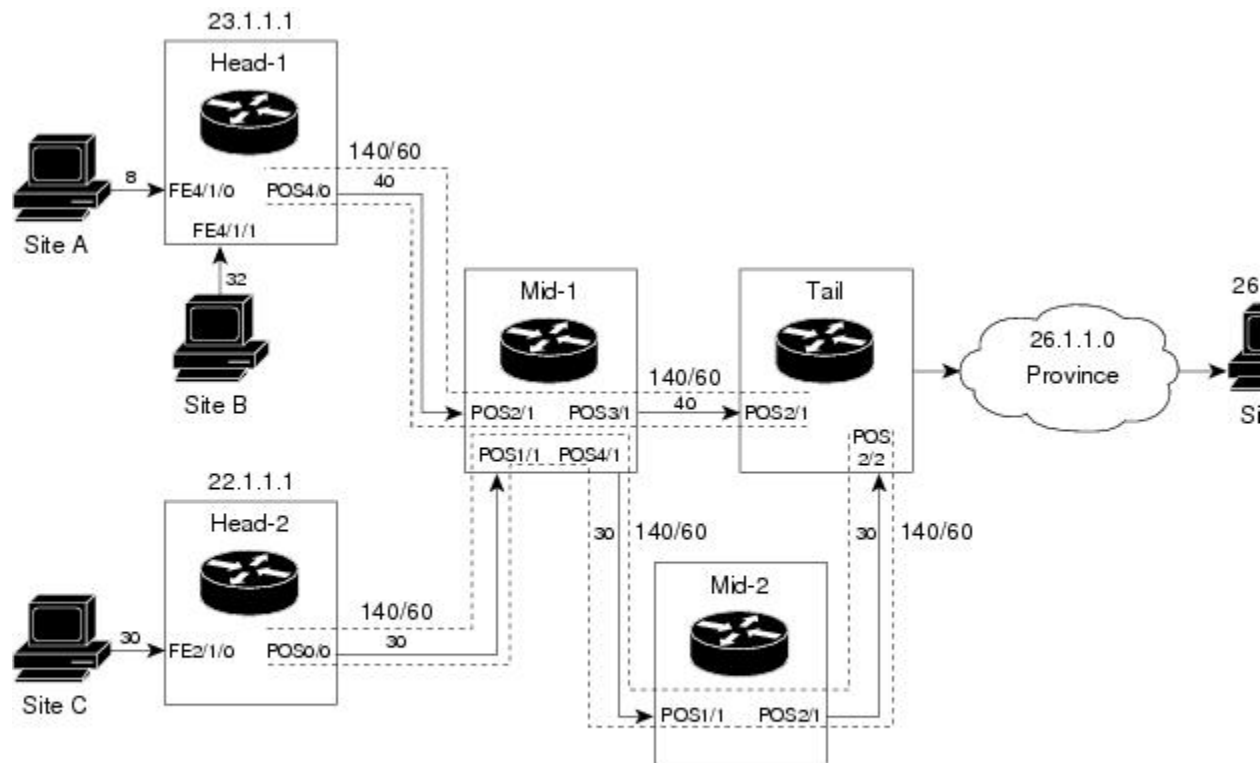 23.1.1.1
Head-1
140/60
8
FE4/1/0
POS4/0
40
FE4/1/1
Site A
32
Site B
Mid-1
Tail
26
26.1.1.0
Province
140/60
POS2/1
POS3/1
40
POS2/1
Si
POS1/1
POS4/1
POS
2/2
22.1.1.1
Head-2
30
140/60
30
140/60
Mid-2
140/60
30
FE2/1/0
POS0/0
30
Site C
POS1/1
POS2/1